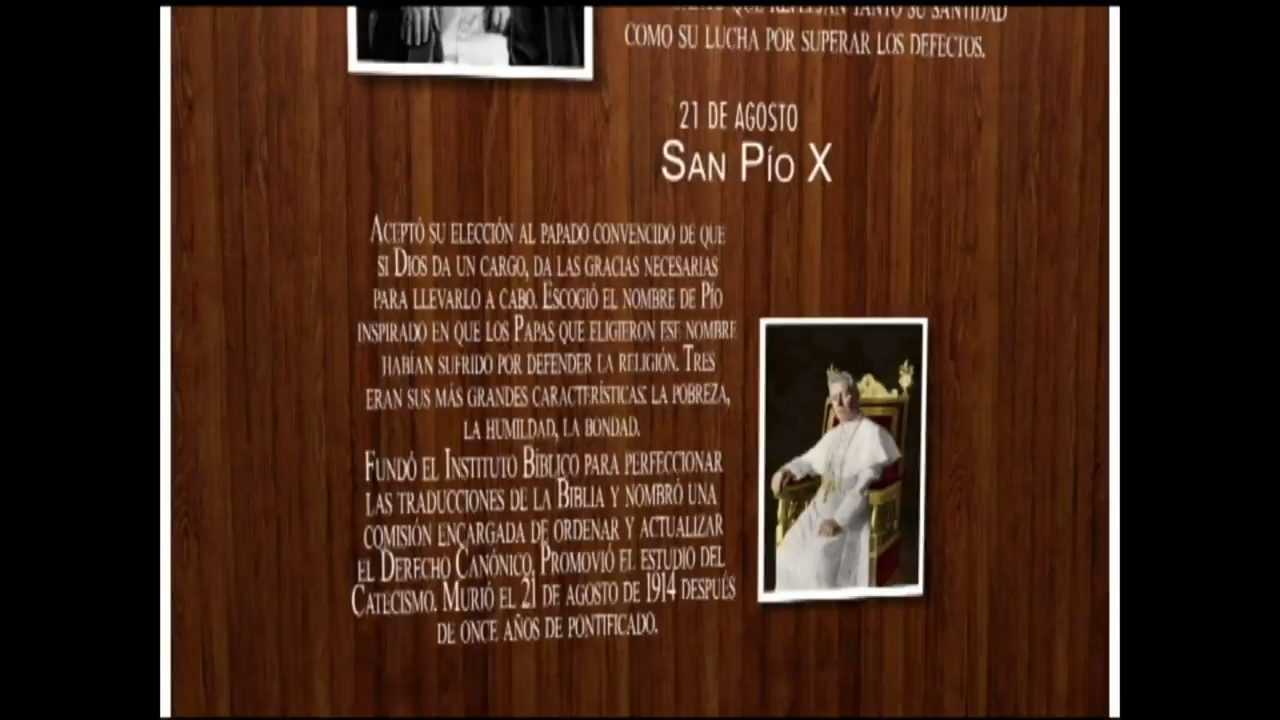 QUE REFLEJAN TANTO SU SANTIDAD
COMO SU LUCHA POR SUPERAR LOS DEFECTOS.
21 DE AGOSTO
SAN PÍO X
ACEPTÓ SU ELECCIÓN AL PAPADO CONVENCIDO DE QUE
SI DIOS DA UN CARGO, DA LAS GRACIAS NECESARIAS
PARA LLEVARLO A CABO. ESCOGIÓ EL NOMBRE DE PÍO
INSPIRADO EN QUE LOS PAPAS QUE ELIGIERON ESE NOMBRE
HABÍAN SUFRIDO POR DEFENDER LA RELIGIÓN. TRES
ERAN SUS MÁS GRANDES CARACTERÍSTICAS: LA POBREZA,
LA HUMILDAD, LA BONDAD.
FUNDÓ EL INSTITUTO BÍBLICO PARA PERFECCIONAR
LAS TRADUCCIONES DE LA BIBLIA Y NOMBRÓ UNA
COMISIÓN ENCARGADA DE ORDENAR Y ACTUALIZAR
EL DERECHO CANÓNICO. PROMOVIÓ EL ESTUDIO DEL
CATECISMO. MURIÓ EL 21 DE AGOSTO DE 1914 DESPUÉS
DE ONCE AÑOS DE PONTIFICADO.